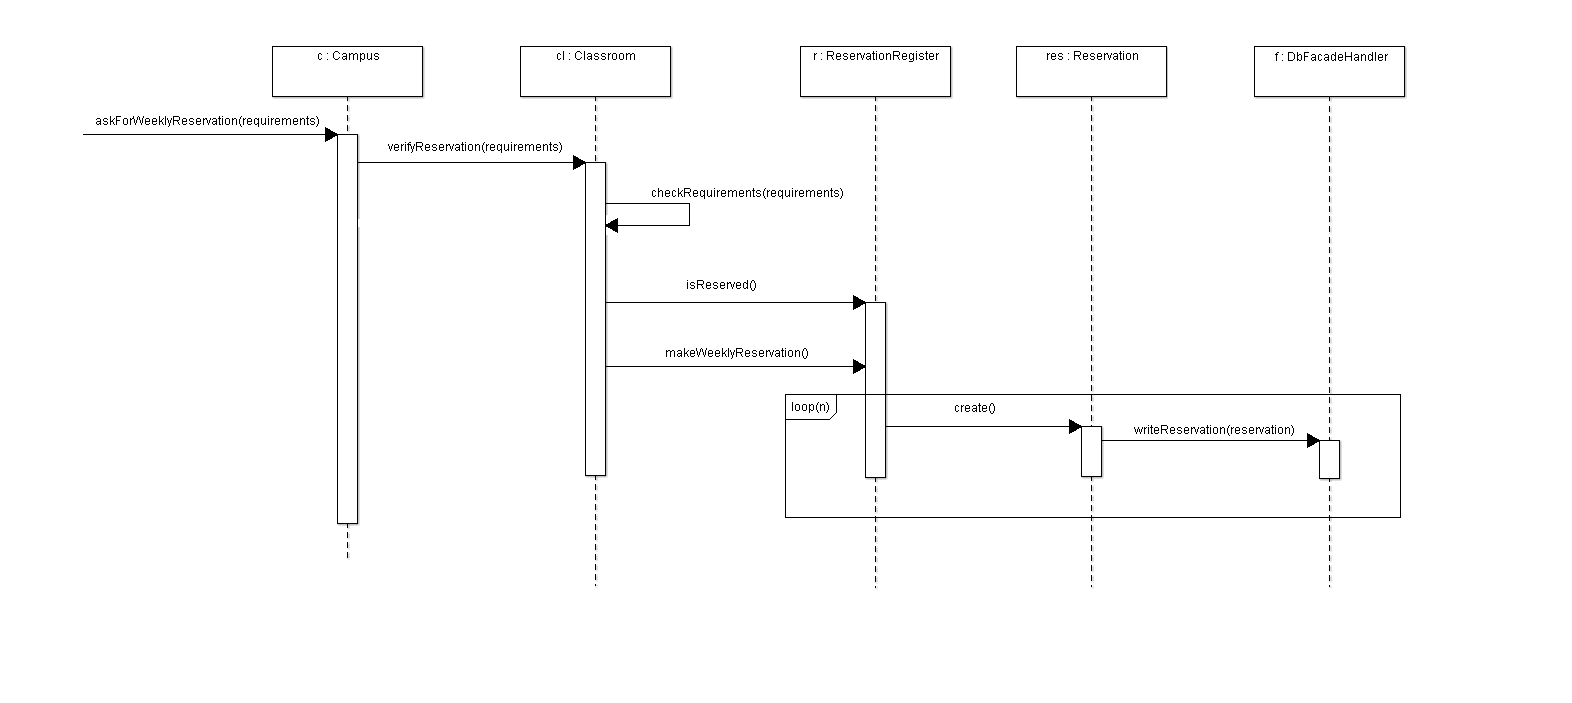 c : Campus
cl : Classroom
r : ReservationRegister
res : Reservation
f : DbFacadeHandler
askForWeeklyReservation(requirements)
verifyReservation(requirements)
checkRequirements(requirements)
isReserved()
makeWeeklyReservation()
loop(n)
create()
writeReservation(reservation)